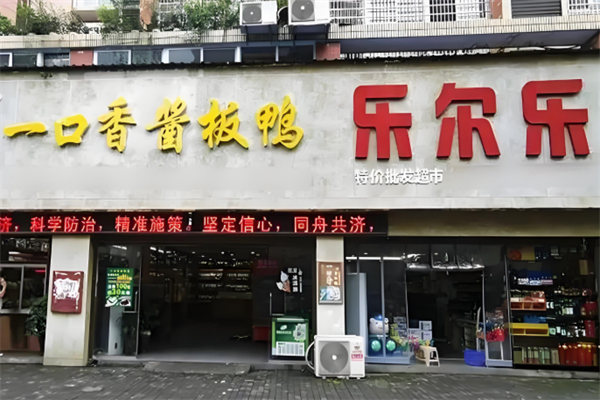 一口香酱板鸭
乐尔乐
特价批发超市
济，科学防治，精准施策。坚定信心，同舟共济，